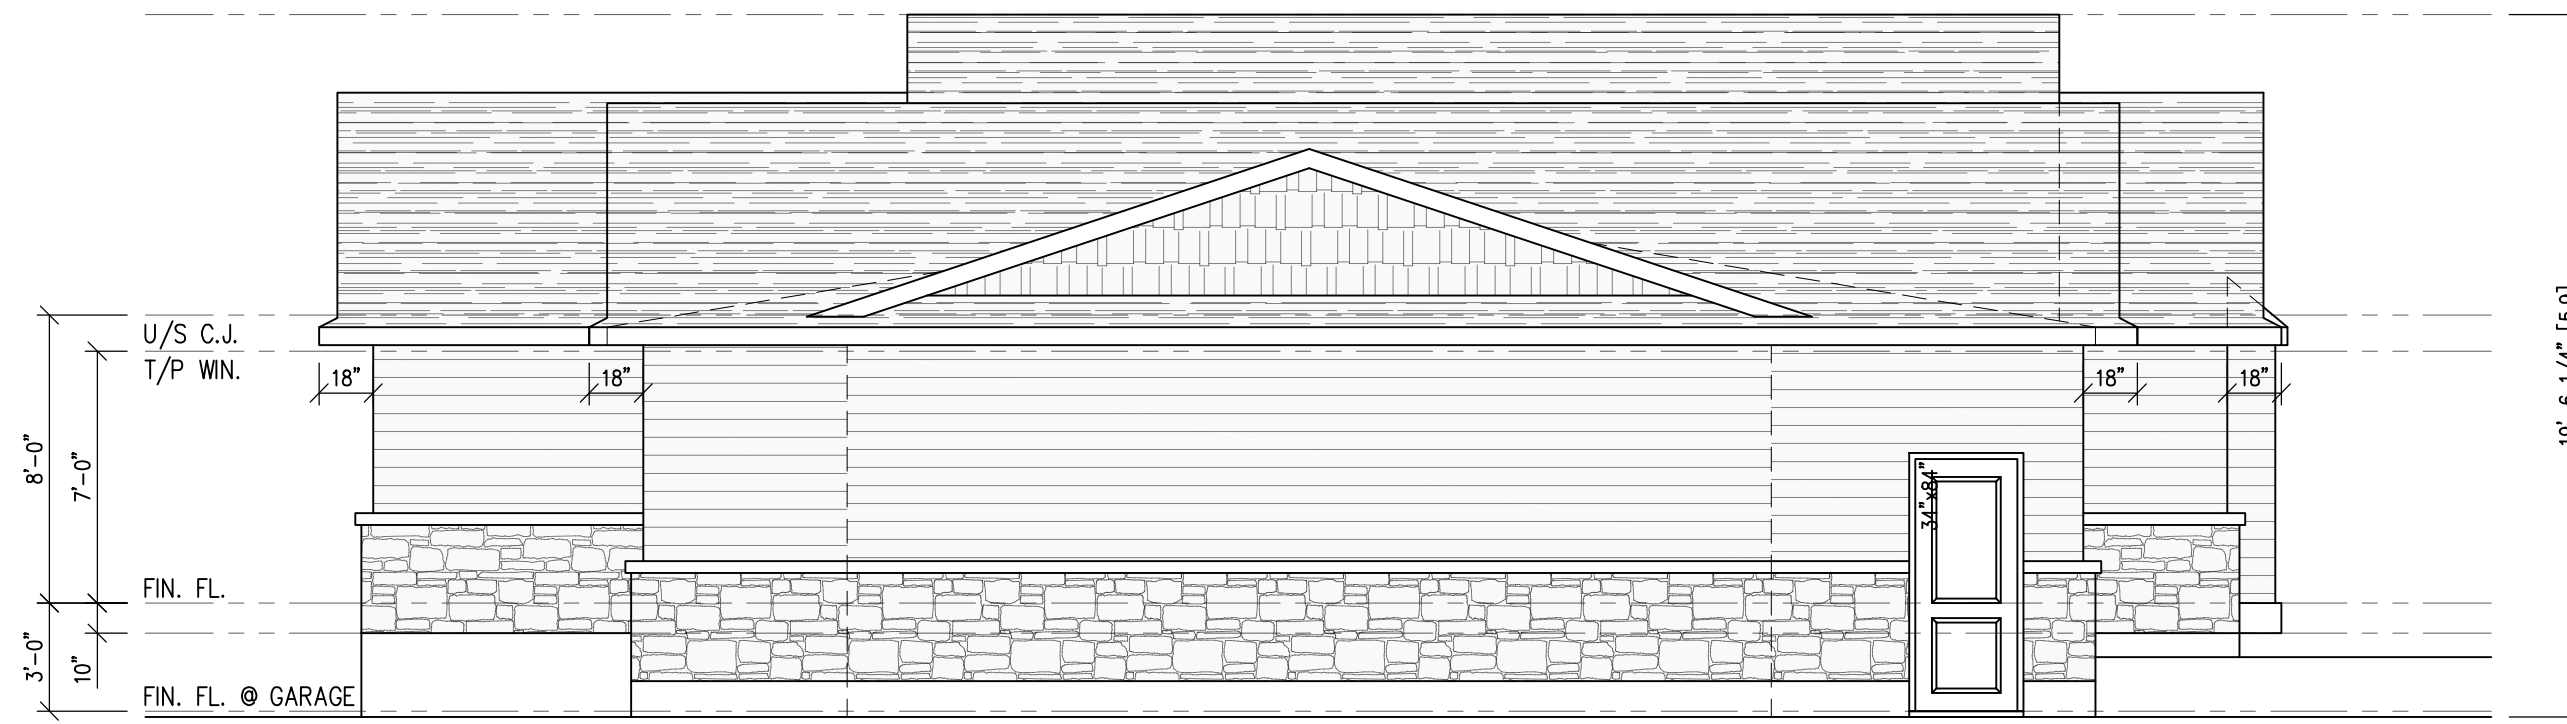 U/S C.J.
T/P WIN.
18"
18"
18"
18"
8'-0"
7'-0"
34"x84"
FIN. FL.
3'-0"
10"
FIN. FL. @ GARAGE